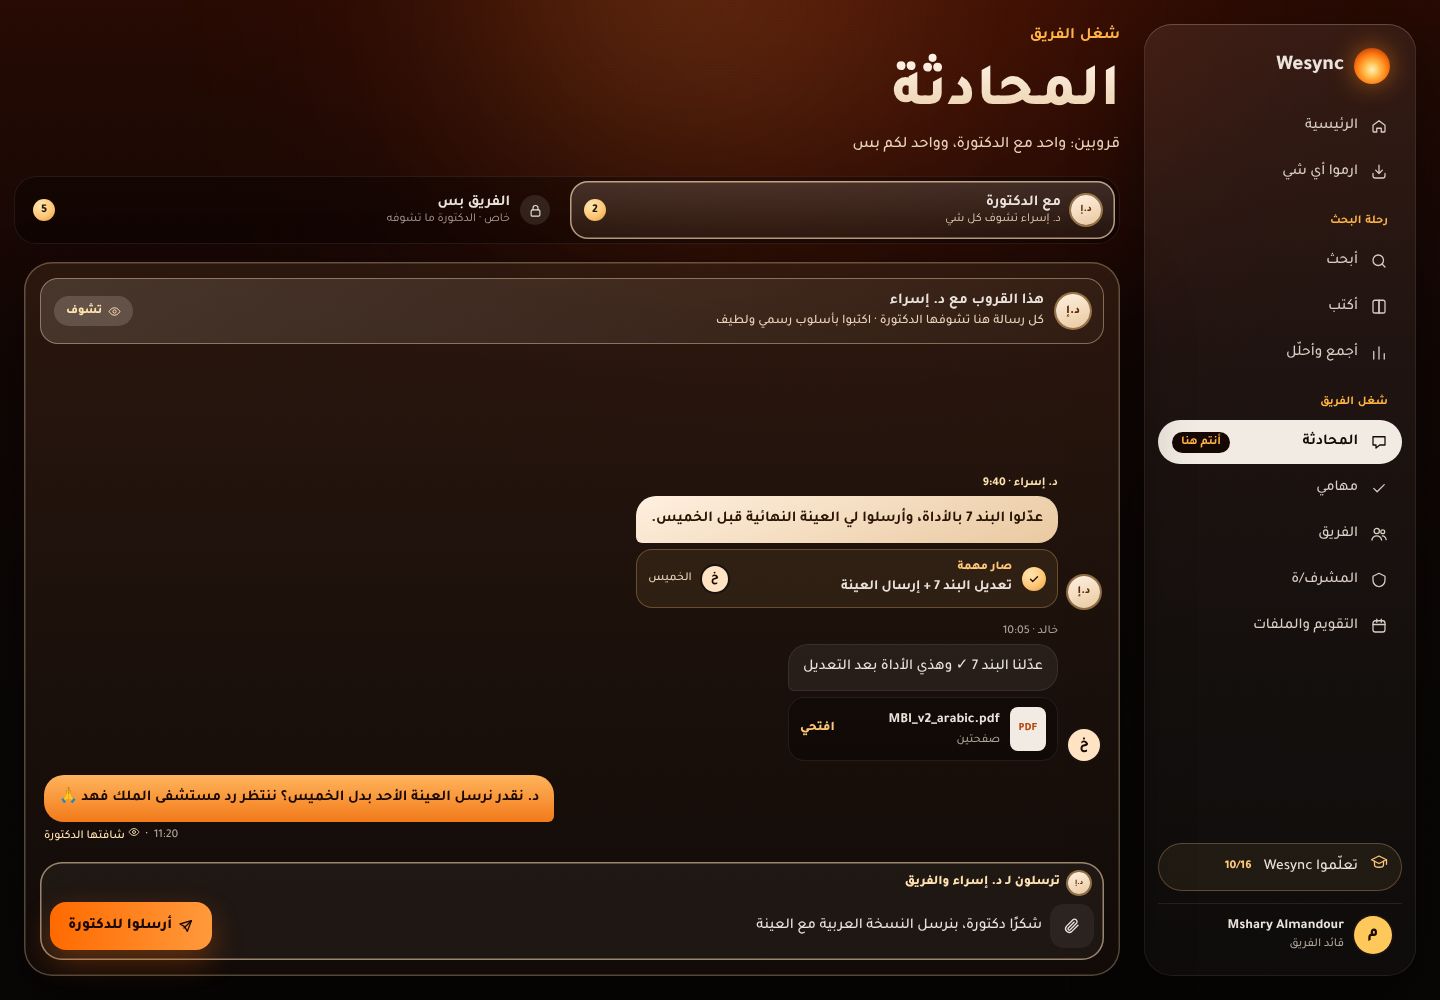 Wesync
الرئيسية
ارموا أي شي
رحلة البحث
أبحث
أكتب
أجمع وأحلّل
شغل الفريق
المحادثة
أنتم هنا
مهامي
الفريق
المشرف/ة
التقويم والملفات
تعلّموا Wesync
10/16
م
Mshary Almandour
قائد الفريق
شغل الفريق
المحادثة
قروبين: واحد مع الدكتورة، وواحد لكم بس
د.إ
مع الدكتورة
د. إسراء تشوف كل شي
2
الفريق بس
خاص · الدكتورة ما تشوفه
5
د.إ
هذا القروب مع د. إسراء
كل رسالة هنا تشوفها الدكتورة · اكتبوا بأسلوب رسمي ولطيف
تشوف
د. إسراء · 9:40
عدّلوا البند 7 بالأداة، وأرسلوا لي العينة النهائية قبل الخميس.
صار مهمة
تعديل البند 7 + إرسال العينة
خ
الخميس
د.إ
خالد · 10:05
عدّلنا البند 7 ✓ وهذي الأداة بعد التعديل
PDF
MBI_v2_arabic.pdf
صفحتين
افتحي
خ
د. نقدر نرسل العينة الأحد بدل الخميس؟ ننتظر رد مستشفى الملك فهد 🙏
11:20 · شافتها الدكتورة
د.إ
ترسلون لـ د. إسراء والفريق
شكرًا دكتورة، بنرسل النسخة العربية مع العينة
أرسلوا للدكتورة